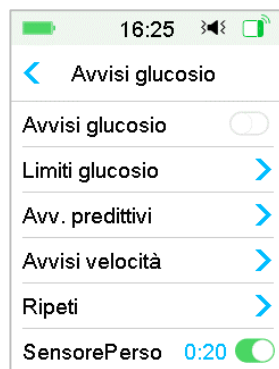 16:25
Avvisi glucosio
Avvisi glucosio
Limiti glucosio
Avv. predittivi
Avvisi velocità
Ripeti
SensorePerso 0:20